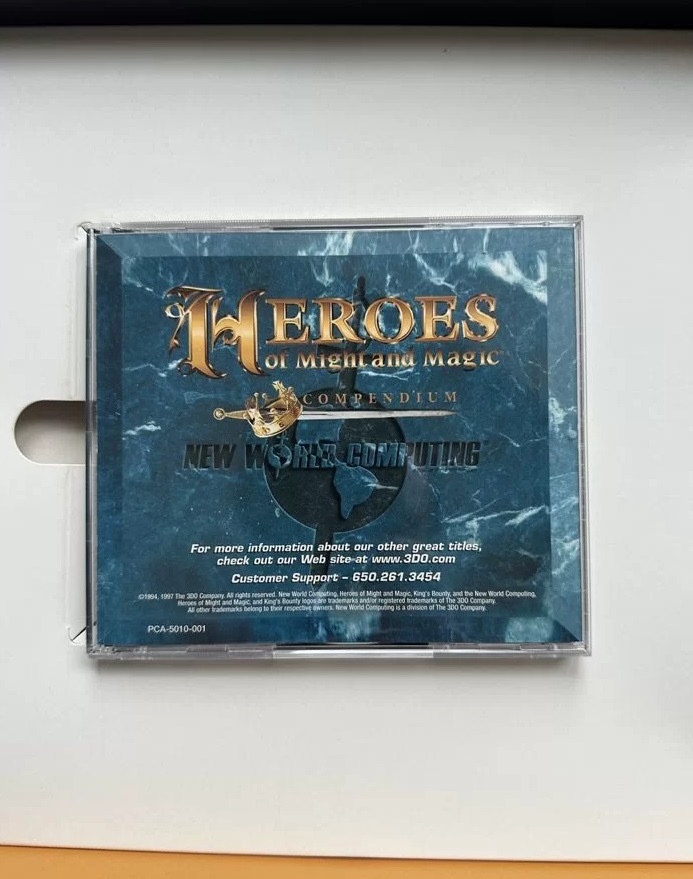 HEROES
of Might and Magic
COMPENDIUM
NEW WORLD COMPUTING™
For more information about our other great titles,
check out our Web site at www.3DO.com
Customer Support – 650.261.3454
©1994, 1997 The 3DO Company. All rights reserved. New World Computing, Heroes of Might and Magic, King's Bounty, and the New World Computing,
Heroes of Might and Magic, and King's Bounty logos are trademarks and/or registered trademarks of The 3DO Company.
All other trademarks belong to their respective owners. New World Computing is a division of The 3DO Company.
PCA-5010-001